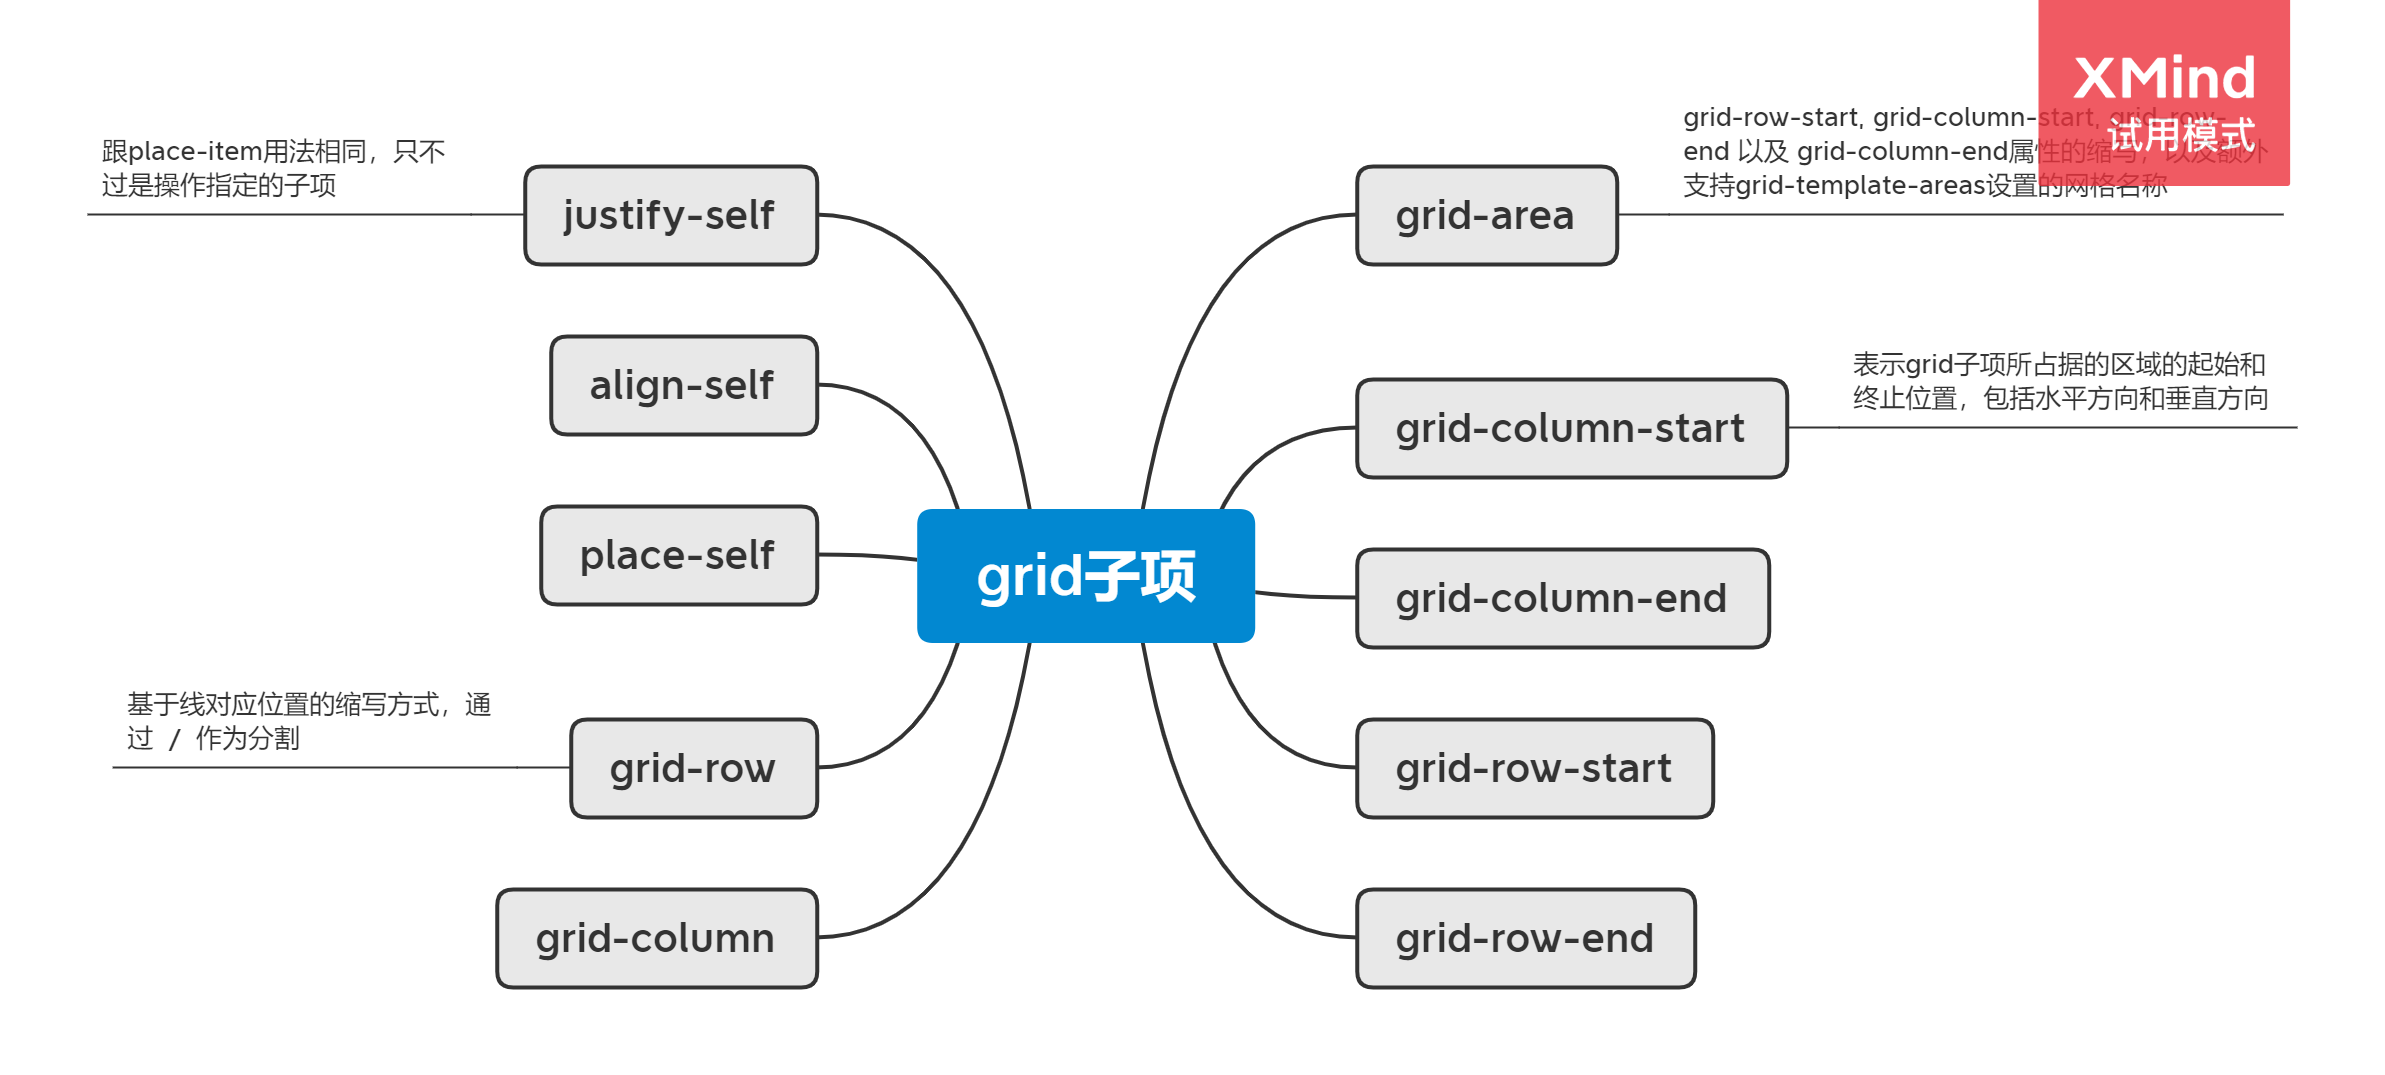 XMind
试用模式
grid-row-start, grid-column-start, grid-row-
end 以及 grid-column-end属性的缩写，以及额外
支持grid-template-areas设置的网格名称
grid-area
表示grid子项所占据的区域的起始和
终止位置，包括水平方向和垂直方向
grid-column-start
grid-column-end
grid-row-start
grid-row-end
grid子项
跟place-item用法相同，只不
过是操作指定的子项
justify-self
align-self
place-self
基于线对应位置的缩写方式，通
过 / 作为分割
grid-row
grid-column